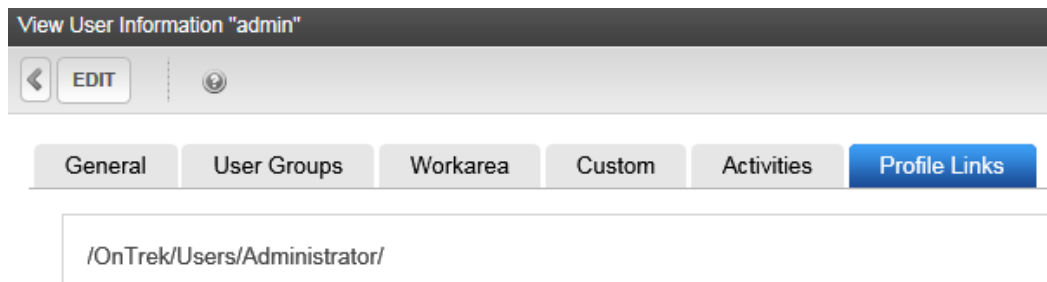 View User Information "admin"
EDIT
General User Groups Workarea Custom Activities Profile Links
/OnTrek/Users/Administrator/